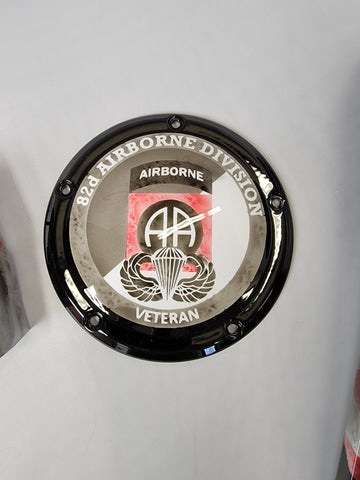 82d AIRBORNE DIVISION
AIRBORNE
AA
VETERAN